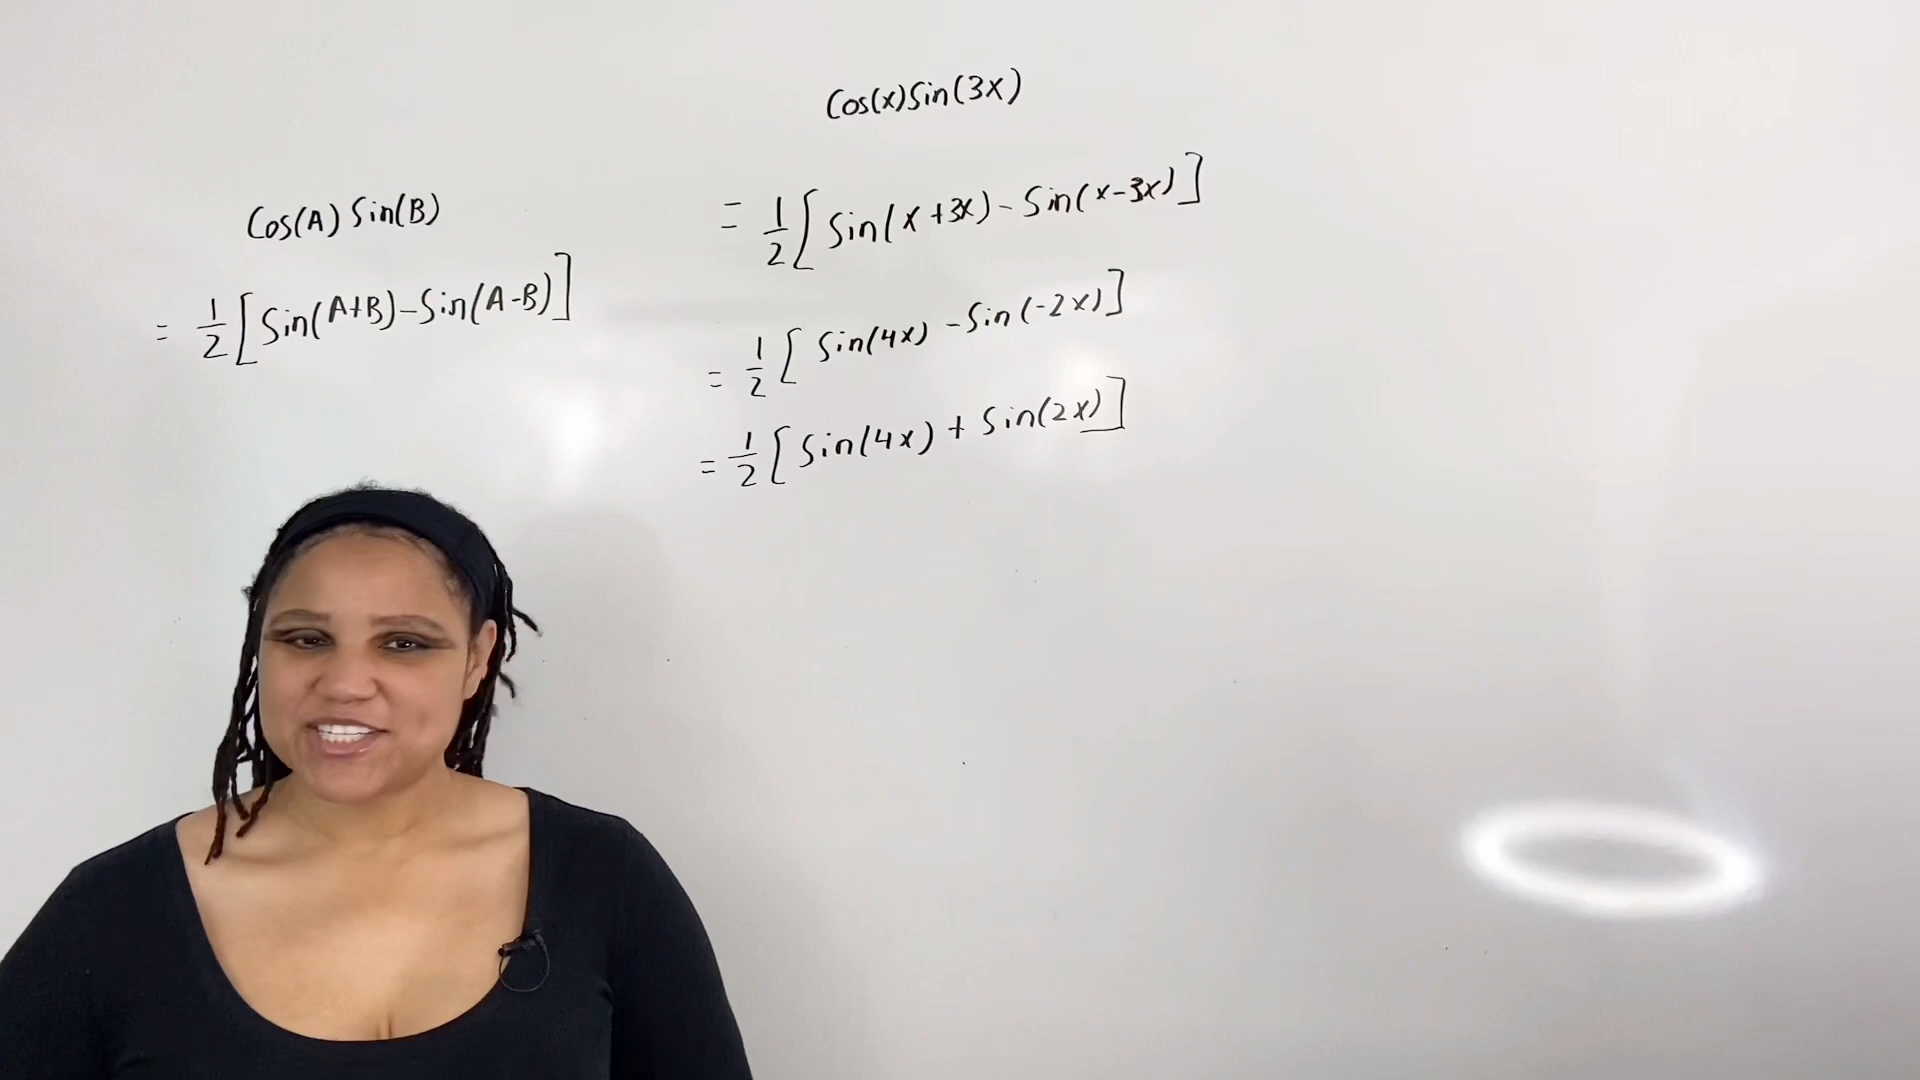 Cos(A) Sin(B)
= 1/2 [Sin(A+B) - Sin(A-B)]
Cos(x) Sin(3x)
= 1/2 [Sin(x+3x) - Sin(x-3x)]
= 1/2 [Sin(4x) - Sin(-2x)]
= 1/2 [Sin(4x) + Sin(2x)]